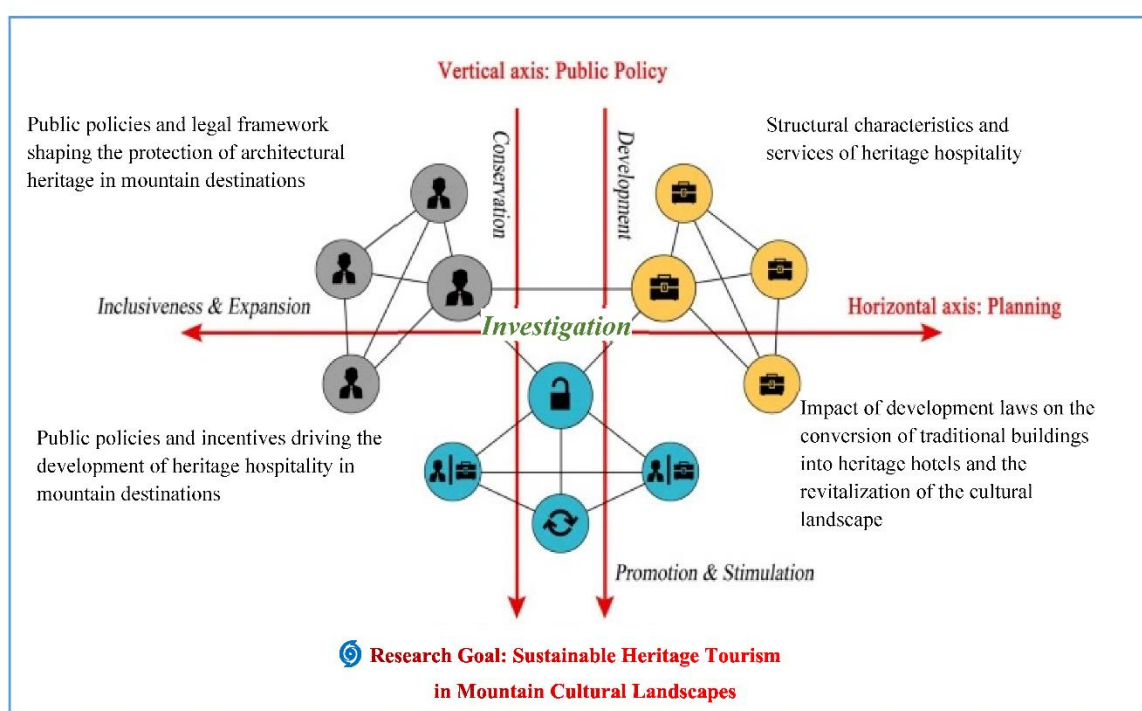 Vertical axis: Public Policy
Public policies and legal framework
shaping the protection of architectural
heritage in mountain destinations
Conservation
Development
Structural characteristics and
services of heritage hospitality
Inclusiveness & Expansion
Investigation
Horizontal axis: Planning
Public policies and incentives driving the
development of heritage hospitality in
mountain destinations
Impact of development laws on the
conversion of traditional buildings
into heritage hotels and the
revitalization of the cultural
landscape
Promotion & Stimulation
Research Goal: Sustainable Heritage Tourism
in Mountain Cultural Landscapes